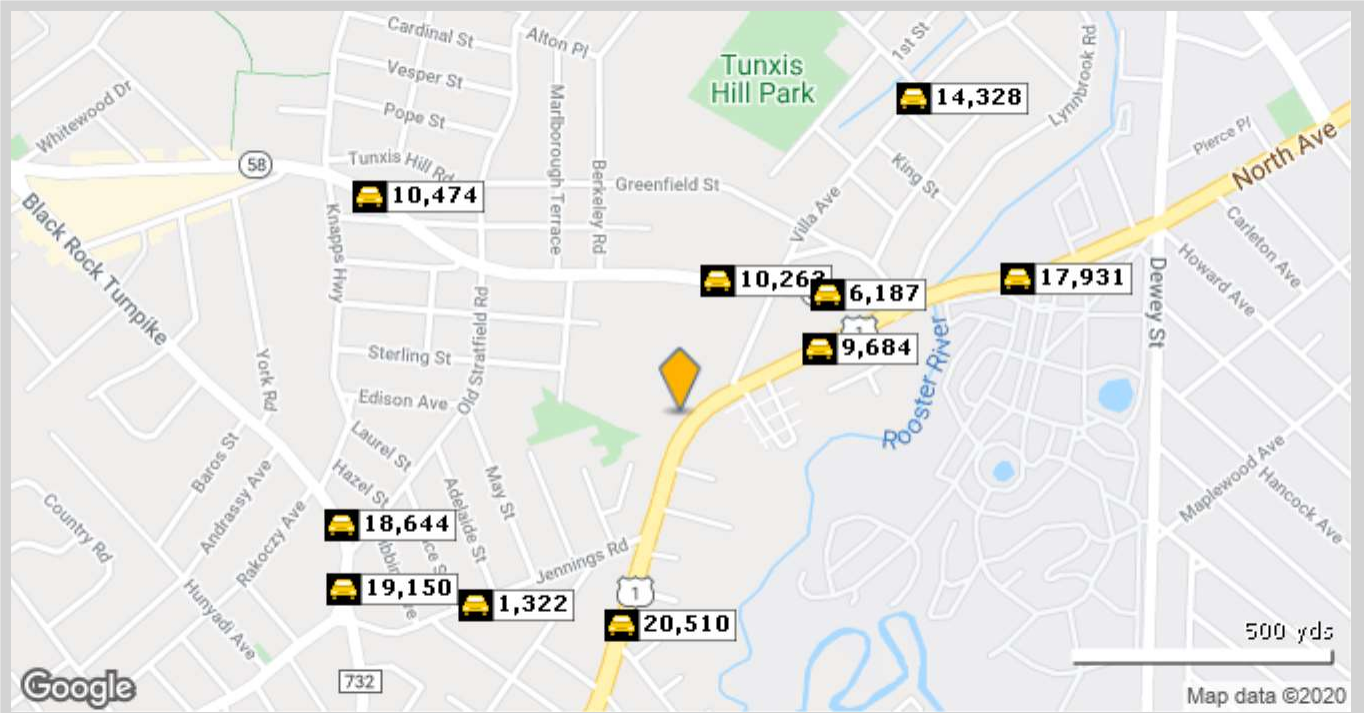 Cardinal St
Alton Pl
1st St
Lynnbrook Rd
Vesper St
Tunxis
Hill Park
14,328
Whitewood Dr
Pope St
Marlborough Terrace
Pierce Pl
North Ave
58
Tunxis Hill Rd
Berkeley Rd
Greenfield St
King St
10,474
Villa Ave
Black Rock Turnpike
Knapps Hwy
Carleton Ave
Howard Ave
10,263
6,187
17,931
Dewey St
1
9,684
Old Stratfield Rd
Sterling St
York Rd
Edison Ave
Rooster River
Laurel St
Baros St
Hazel St
May St
Adelaide St
Andrassy Ave
Maplewood Ave
Hancock Ave
Country Rd
Rakoczy Ave
18,644
Jennings Rd
Hunyadi Ave
19,150
1,322
1
20,510
500 yds
732
Google
Map data ©2020